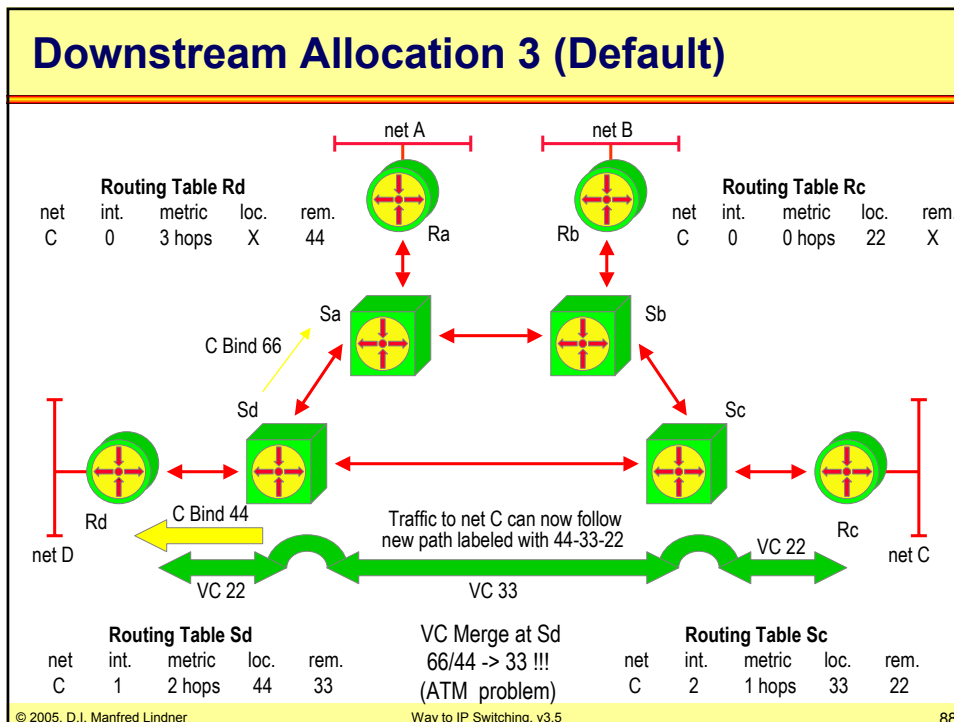 Downstream Allocation 3 (Default)
net A
net B
Routing Table Rd
net int. metric loc. rem.
C 0 3 hops X 44
Routing Table Rc
net int. metric loc. rem.
C 0 0 hops 22 X
Ra
Rb
Sa
Sb
C Bind 66
Sd
Sc
Rd
C Bind 44
Traffic to net C can now follow
new path labeled with 44-33-22
Rc
net D
VC 22
net C
VC 22
VC 33
Routing Table Sd
net int. metric loc. rem.
C 1 2 hops 44 33
VC Merge at Sd
66/44 -> 33 !!!
(ATM problem)
Routing Table Sc
net int. metric loc. rem.
C 2 1 hops 33 22
© 2005, D.I. Manfred Lindner
Way to IP Switching, v3.5
88